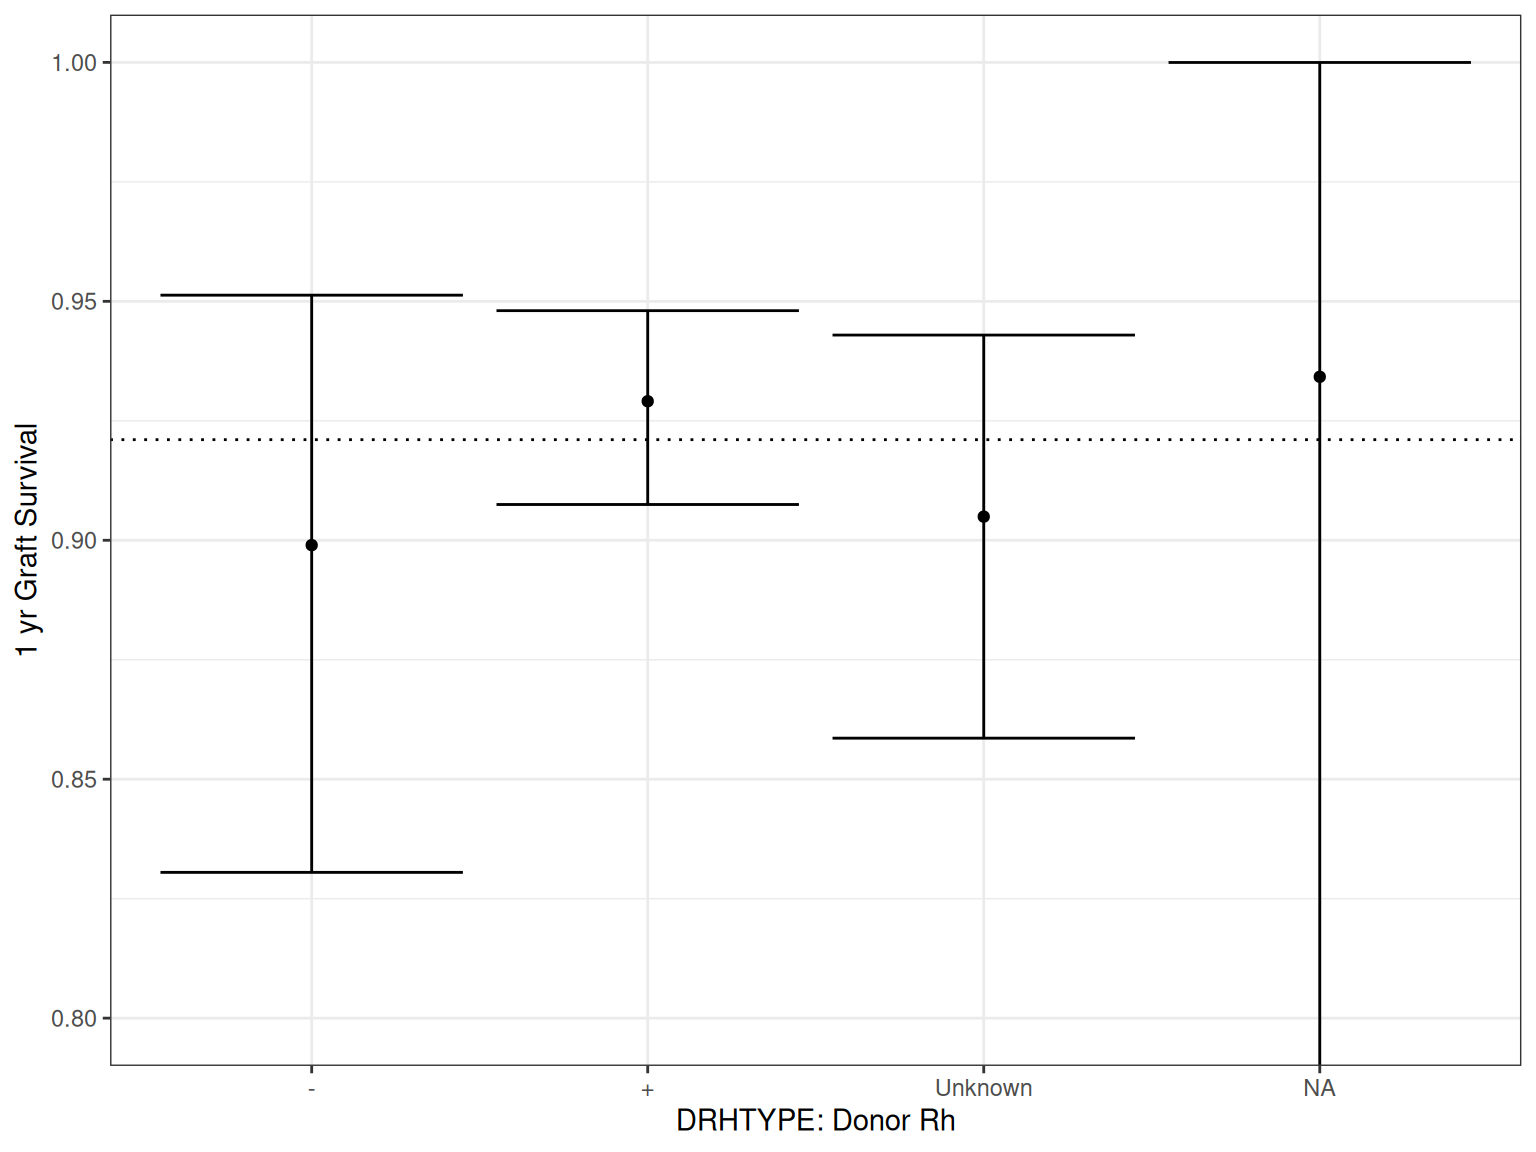 1 yr Graft Survival
1.00
0.95
0.90
0.85
0.80
- + Unknown NA
DRHTYPE: Donor Rh